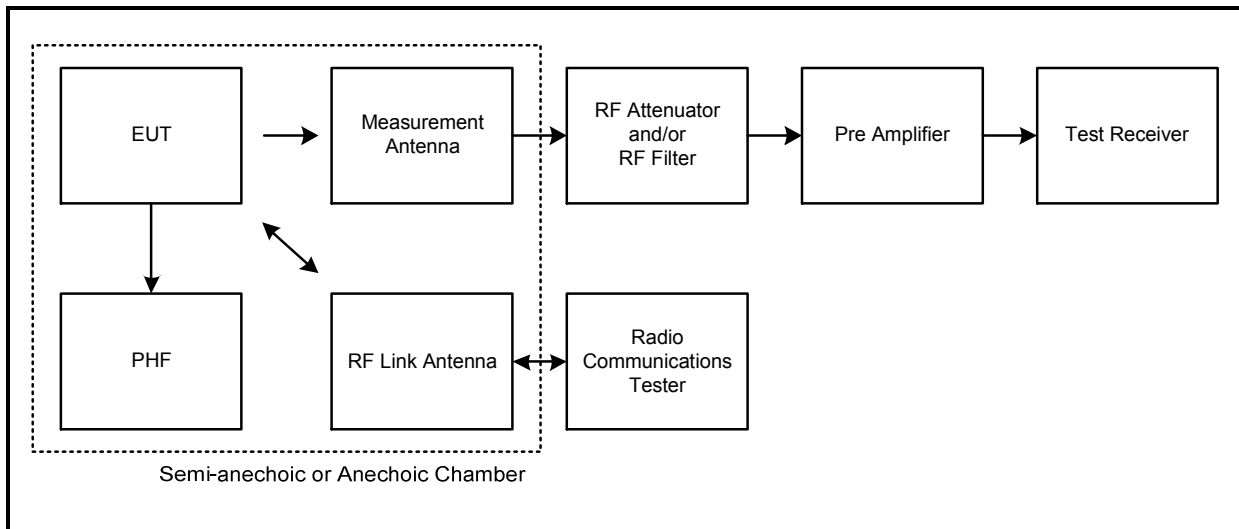 EUT
Measurement
Antenna
RF Attenuator
and/or
RF Filter
Pre Amplifier
Test Receiver
PHF
RF Link Antenna
Radio
Communications
Tester
Semi-anechoic or Anechoic Chamber